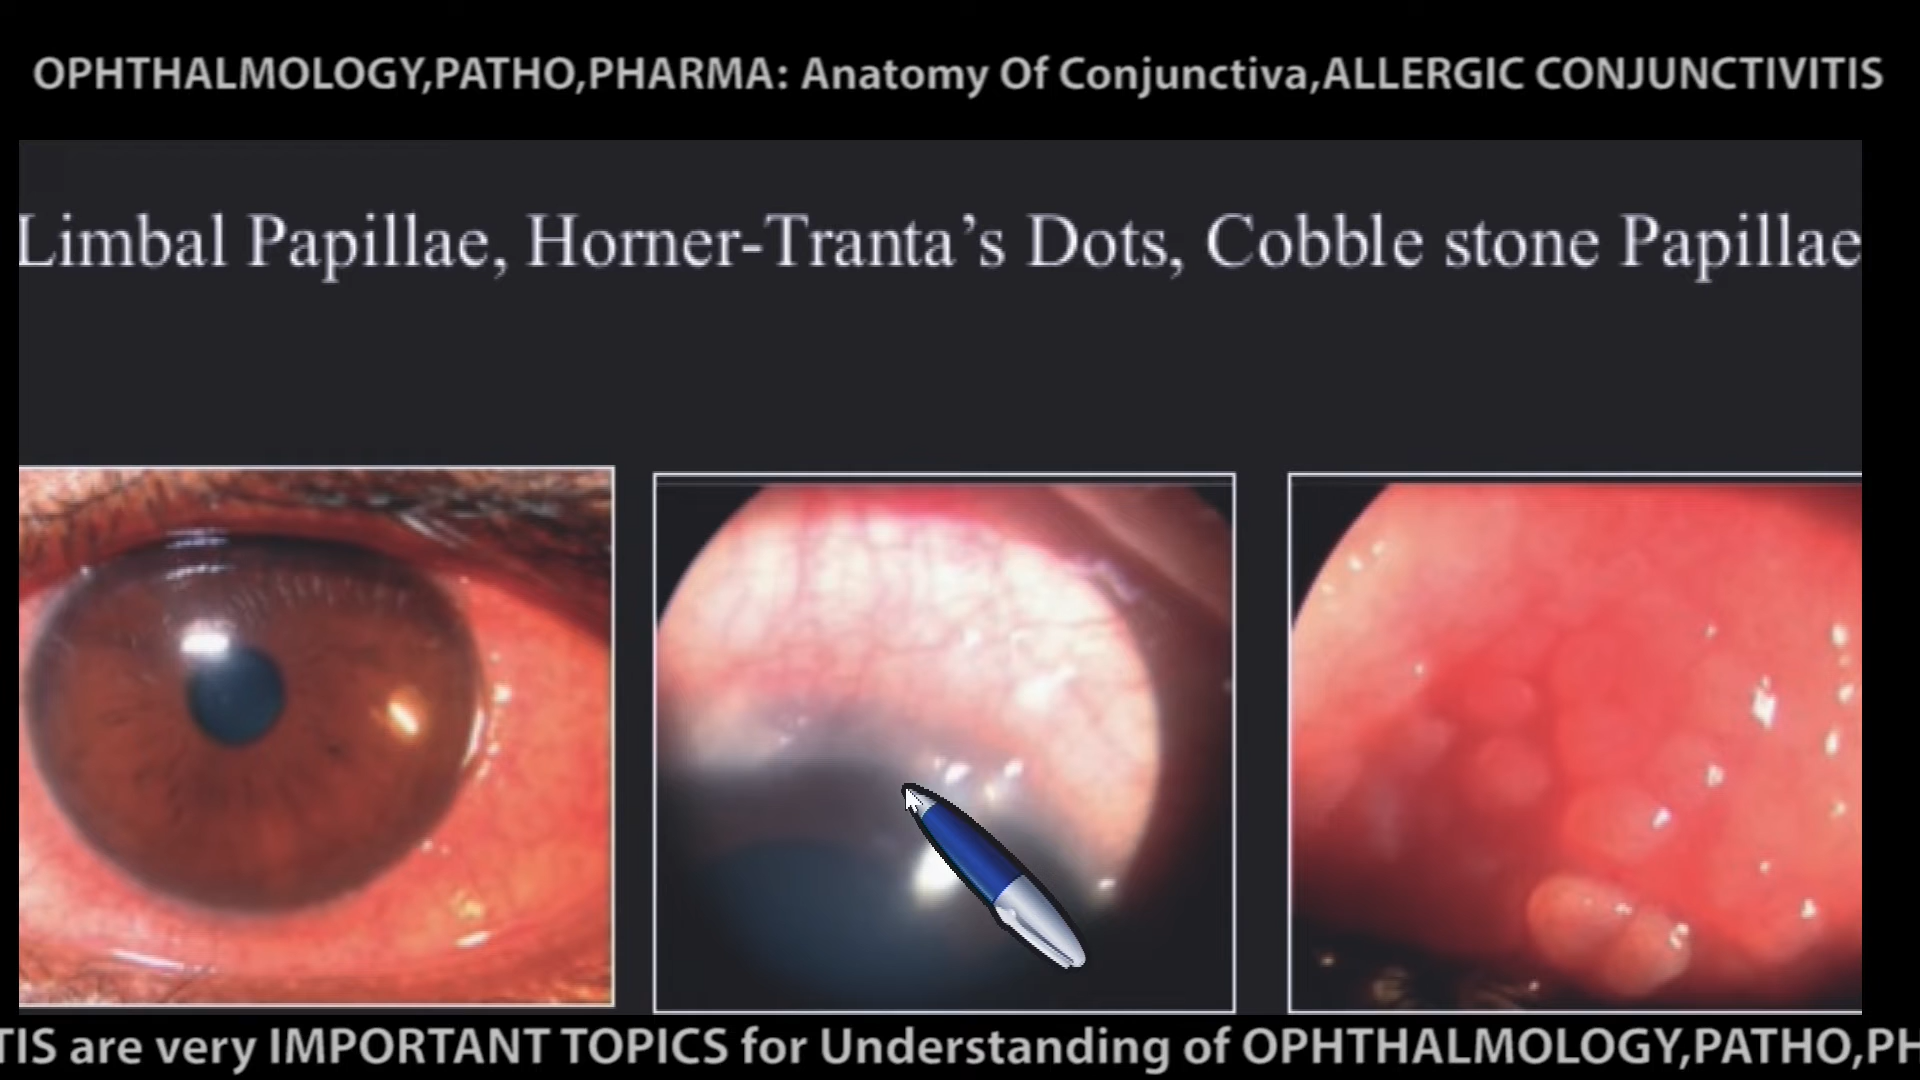 OPHTHALMOLOGY,PATHO,PHARMA: Anatomy Of Conjunctiva,ALLERGIC CONJUNCTIVITIS
Limbal Papillae, Horner-Tranta’s Dots, Cobble stone Papillae
TIS are very IMPORTANT TOPICS for Understanding of OPHTHALMOLOGY,PATHO,PH